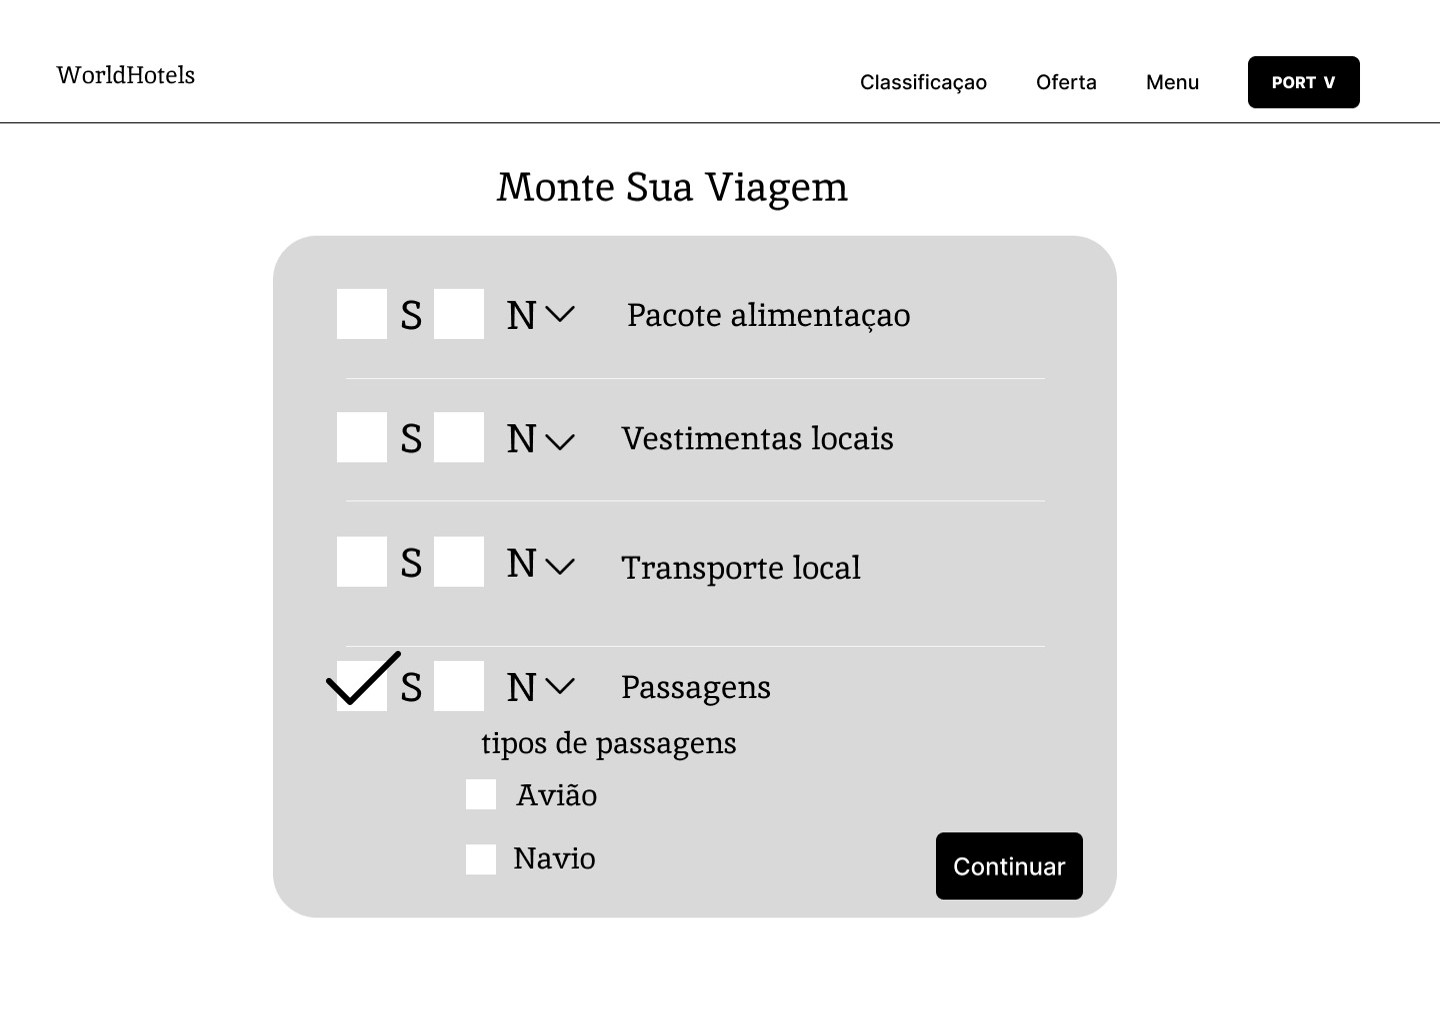 WorldHotels
Classificaçao Oferta Menu PORT V
Monte Sua Viagem
S N Pacote alimentaçao
S N Vestimentas locais
S N Transporte local
S N Passagens
tipos de passagens
Avião
Navio
Continuar